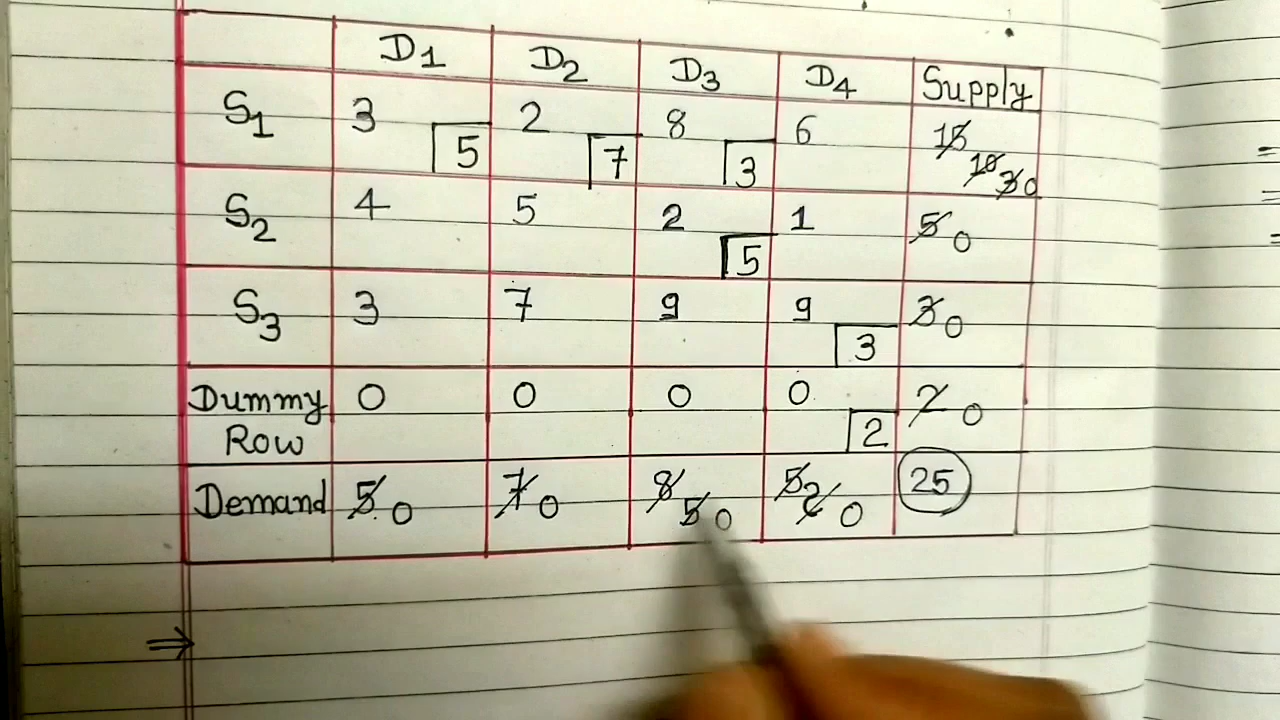 D1 D2 D3 D4 Supply
S1 3 5 2 7 8 3 6 15 10 3 0
S2 4 5 2 5 1 5 0
S3 3 7 9 9 3 3 0
Dummy Row 0 0 0 0 2 2 0
Demand 5 0 7 0 8 5 0 5 2 0 25
⇒